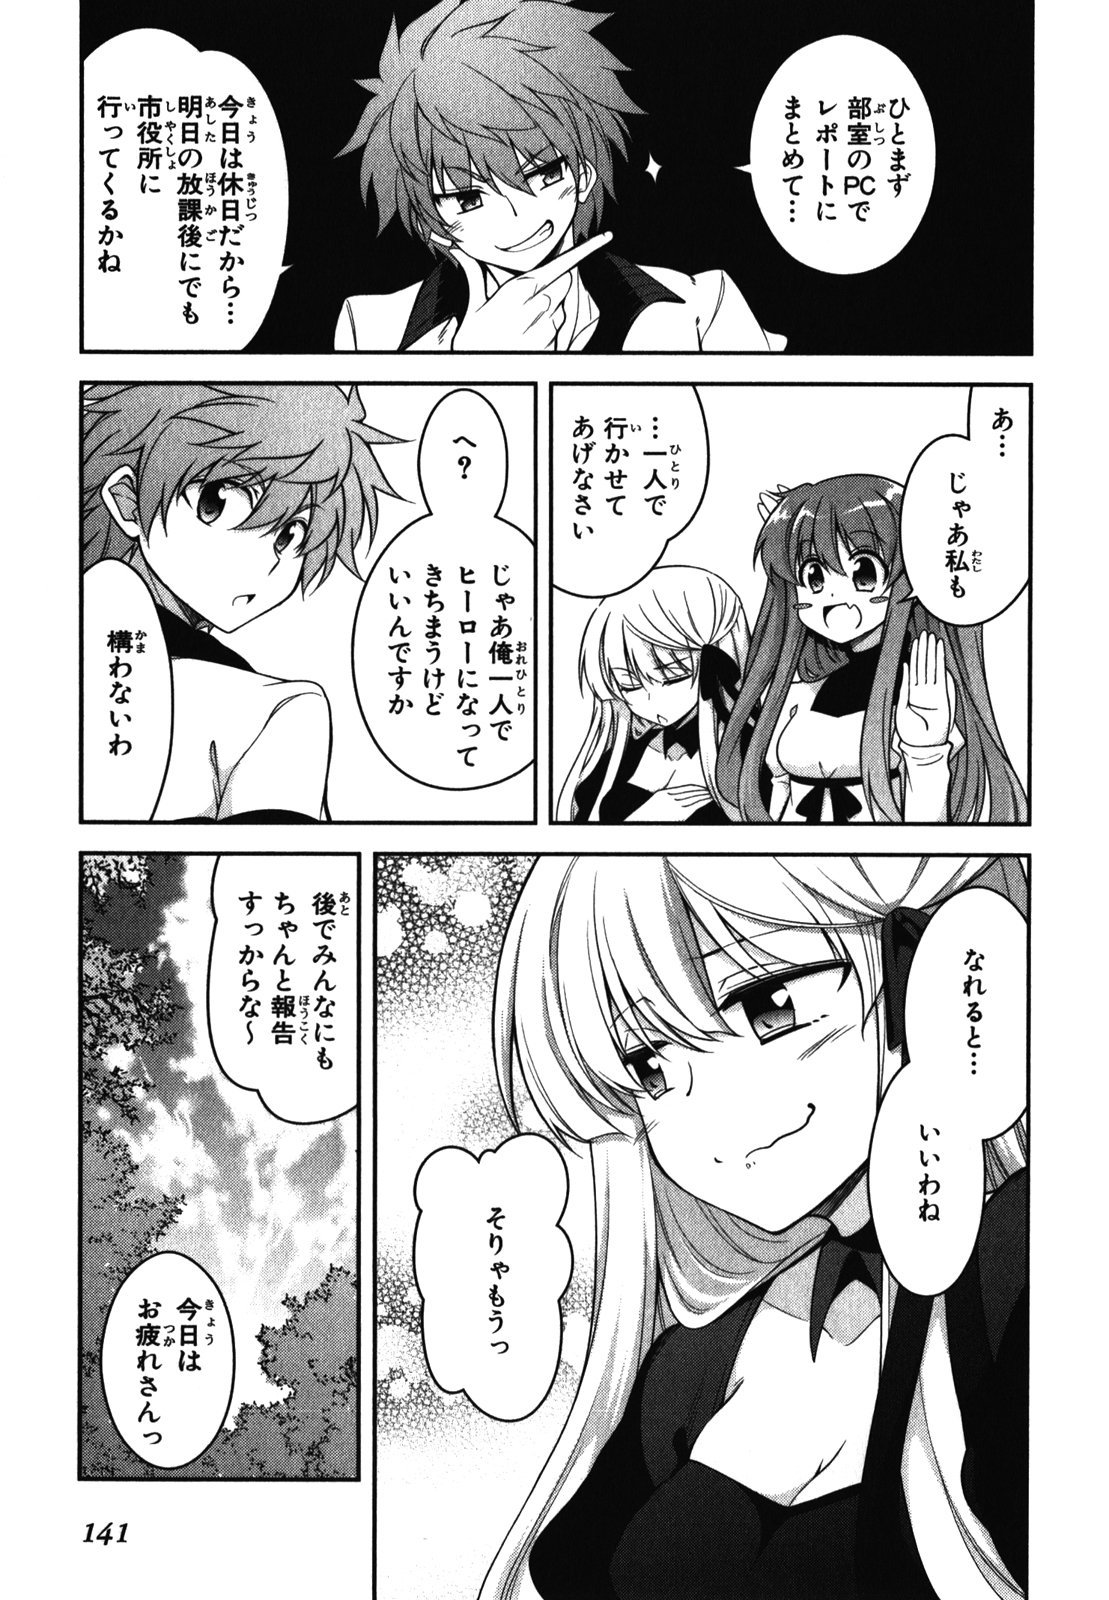 ひとまず
部室のPCで
レポートに
まとめて…
今日は休日だから…
明日の放課後にでも
市役所に
行ってくるかね
あ…
じゃあ私も
…一人で
行かせて
あげなさい
へ？
じゃあ俺一人で
ヒーローになって
きちまうけど
いいんですか
構わないわ
なれると…
いいわね
そりゃもうっ
後でみんなにも
ちゃんと報告
すっからな〜
今日は
お疲れさんっ
141